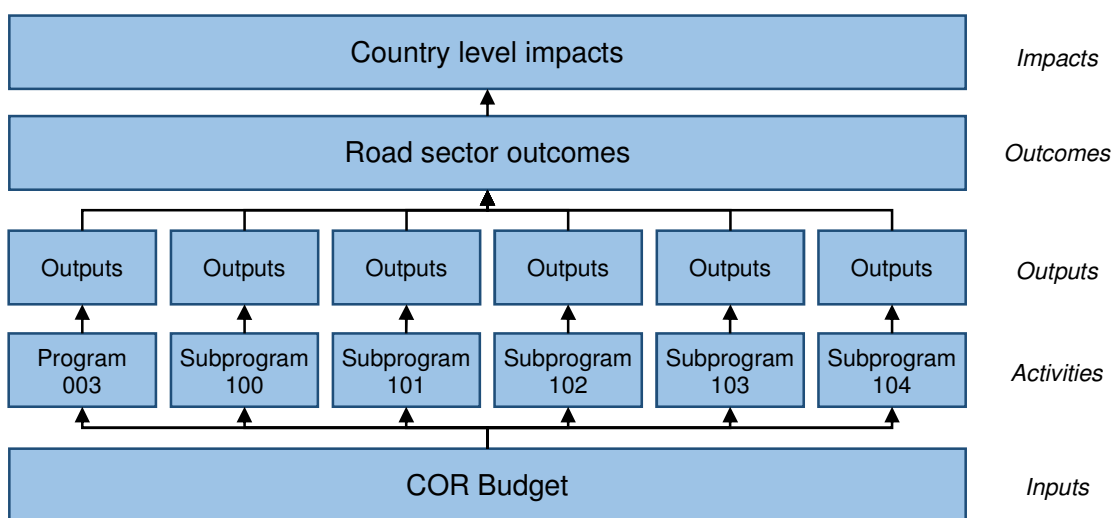 Country level impacts
Impacts
Road sector outcomes
Outcomes
Outputs
Outputs
Outputs
Outputs
Outputs
Outputs
Outputs
Program
003
Subprogram
100
Subprogram
101
Subprogram
102
Subprogram
103
Subprogram
104
Activities
COR Budget
Inputs